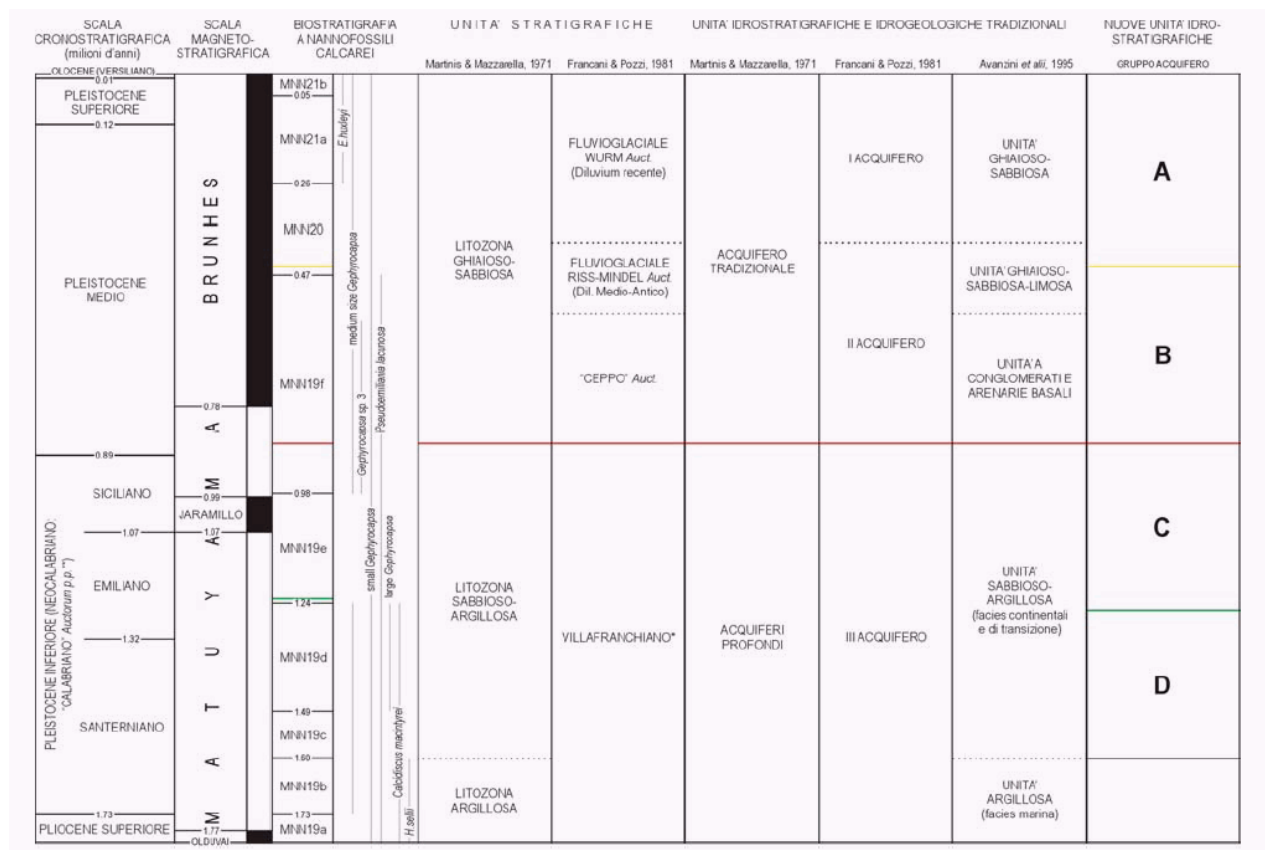 SCALA
CRONOSTRATIGRAFICA
(milioni d'anni)
SCALA
MAGNETO-
STRATIGRAFICA
BIOSTRATIGRAFIA
A NANNOFOSSILI
CALCAREI
UNITA' STRATIGRAFICHE
UNITA' IDROSTRATIGRAFICHE E IDROGEOLOGICHE TRADIZIONALI
NUOVE UNITA' IDRO-
STRATIGRAFICHE
Martinis & Mazzarella, 1971
Francani & Pozzi, 1981
Martinis & Mazzarella, 1971
Francani & Pozzi, 1981
Avanzini et alii, 1995
GRUPPO ACQUIFERO
OLOCENE (VERSILIANO)
0.01
PLEISTOCENE
SUPERIORE
0.12
PLEISTOCENE
MEDIO
0.89
PLEISTOCENE INFERIORE (NEOCALABRIANO:
"CALABRIANO" Auctorum p.p.")
SICILIANO
1.07
EMILIANO
1.32
SANTERNIANO
1.73
PLIOCENE SUPERIORE
BRUNHES
0.78
MATUYAMA
0.99
JARAMILLO
1.07
1.77
OLDUVAI
MNN21b
0.05
MNN21a
0.26
MNN20
0.47
MNN19f
0.98
MNN19e
1.24
MNN19d
1.49
MNN19c
1.60
MNN19b
1.73
MNN19a
E.huxleyi
medium size Gephyrocapsa
Gephyrocapsa sp. 3
Pseudoemiliania lacunosa
small Gephyrocapsa
large Gephyrocapsa
Calcidiscus macintyrei
H.sellii
LITOZONA
GHIAIOSO-
SABBIOSA
LITOZONA
SABBIOSO-
ARGILLOSA
LITOZONA
ARGILLOSA
FLUVIOGLACIALE
WURM Auct.
(Diluvium recente)
FLUVIOGLACIALE
RISS-MINDEL Auct.
(Dil. Medio-Antico)
"CEPPO" Auct.
VILLAFRANCHIANO*
ACQUIFERO
TRADIZIONALE
ACQUIFERI
PROFONDI
I ACQUIFERO
II ACQUIFERO
III ACQUIFERO
UNITA'
GHIAIOSO-
SABBIOSA
UNITA' GHIAIOSO-
SABBIOSA-LIMOSA
UNITA' A
CONGLOMERATI E
ARENARIE BASALI
UNITA'
SABBIOSO-
ARGILLOSA
(facies continentali
e di transizione)
UNITA'
ARGILLOSA
(facies marina)
A
B
C
D